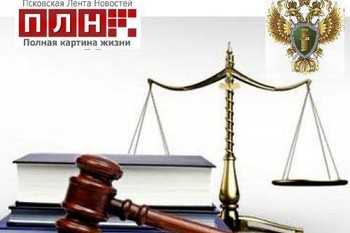 Псковская Лента Новостей
ПЛН
Полная картина жизни